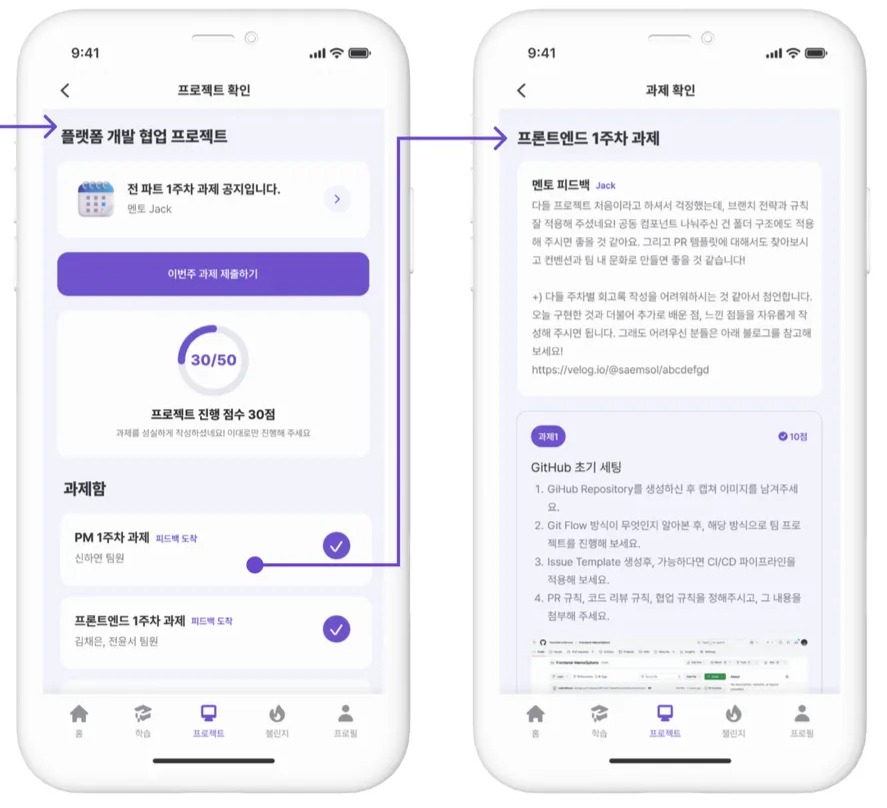 9:41
프로젝트 확인
플랫폼 개발 협업 프로젝트
전 파트 1주차 과제 공지입니다.
멘토 Jack
이번주 과제 제출하기
30/50
프로젝트 진행 점수 30점
과제를 성실하게 작성하셨네요! 이대로만 진행해 주세요
과제함
PM 1주차 과제 피드백 도착
신하연 팀원
프론트엔드 1주차 과제 피드백 도착
김채은, 전윤서 팀원
홈
학습
프로젝트
챌린지
프로필
9:41
과제 확인
프론트엔드 1주차 과제
멘토 피드백 Jack
다들 프로젝트 처음이라고 하셔서 걱정했는데, 브랜치 전략과 규칙
잘 적용해 주셨네요! 공동 컴포넌트 나눠주신 건 폴더 구조에도 적용
해 주시면 좋을 것 같아요. 그리고 PR 템플릿에 대해서도 찾아보시
고 컨벤션과 팀 내 문화로 만들면 좋을 것 같습니다!
+) 다들 주차별 회고록 작성을 어려워하시는 것 같아서 첨언합니다.
오늘 구현한 것과 더불어 추가로 배운 점, 느낀 점들을 자유롭게 작
성해 주시면 됩니다. 그래도 어려우신 분들은 아래 블로그를 참고해
보세요!
https://velog.io/@saemsol/abcdefgd
과제1
10점
GitHub 초기 세팅
1. GiHub Repository를 생성하신 후 캡쳐 이미지를 남겨주세
요.
2. Git Flow 방식이 무엇인지 알아본 후, 해당 방식으로 팀 프로
젝트를 진행해 보세요.
3. Issue Template 생성후, 가능하다면 CI/CD 파이프라인을
적용해 보세요.
4. PR 규칙, 코드 리뷰 규칙, 협업 규칙을 정해주시고, 그 내용을
첨부해 주세요.
홈
학습
프로젝트
챌린지
프로필